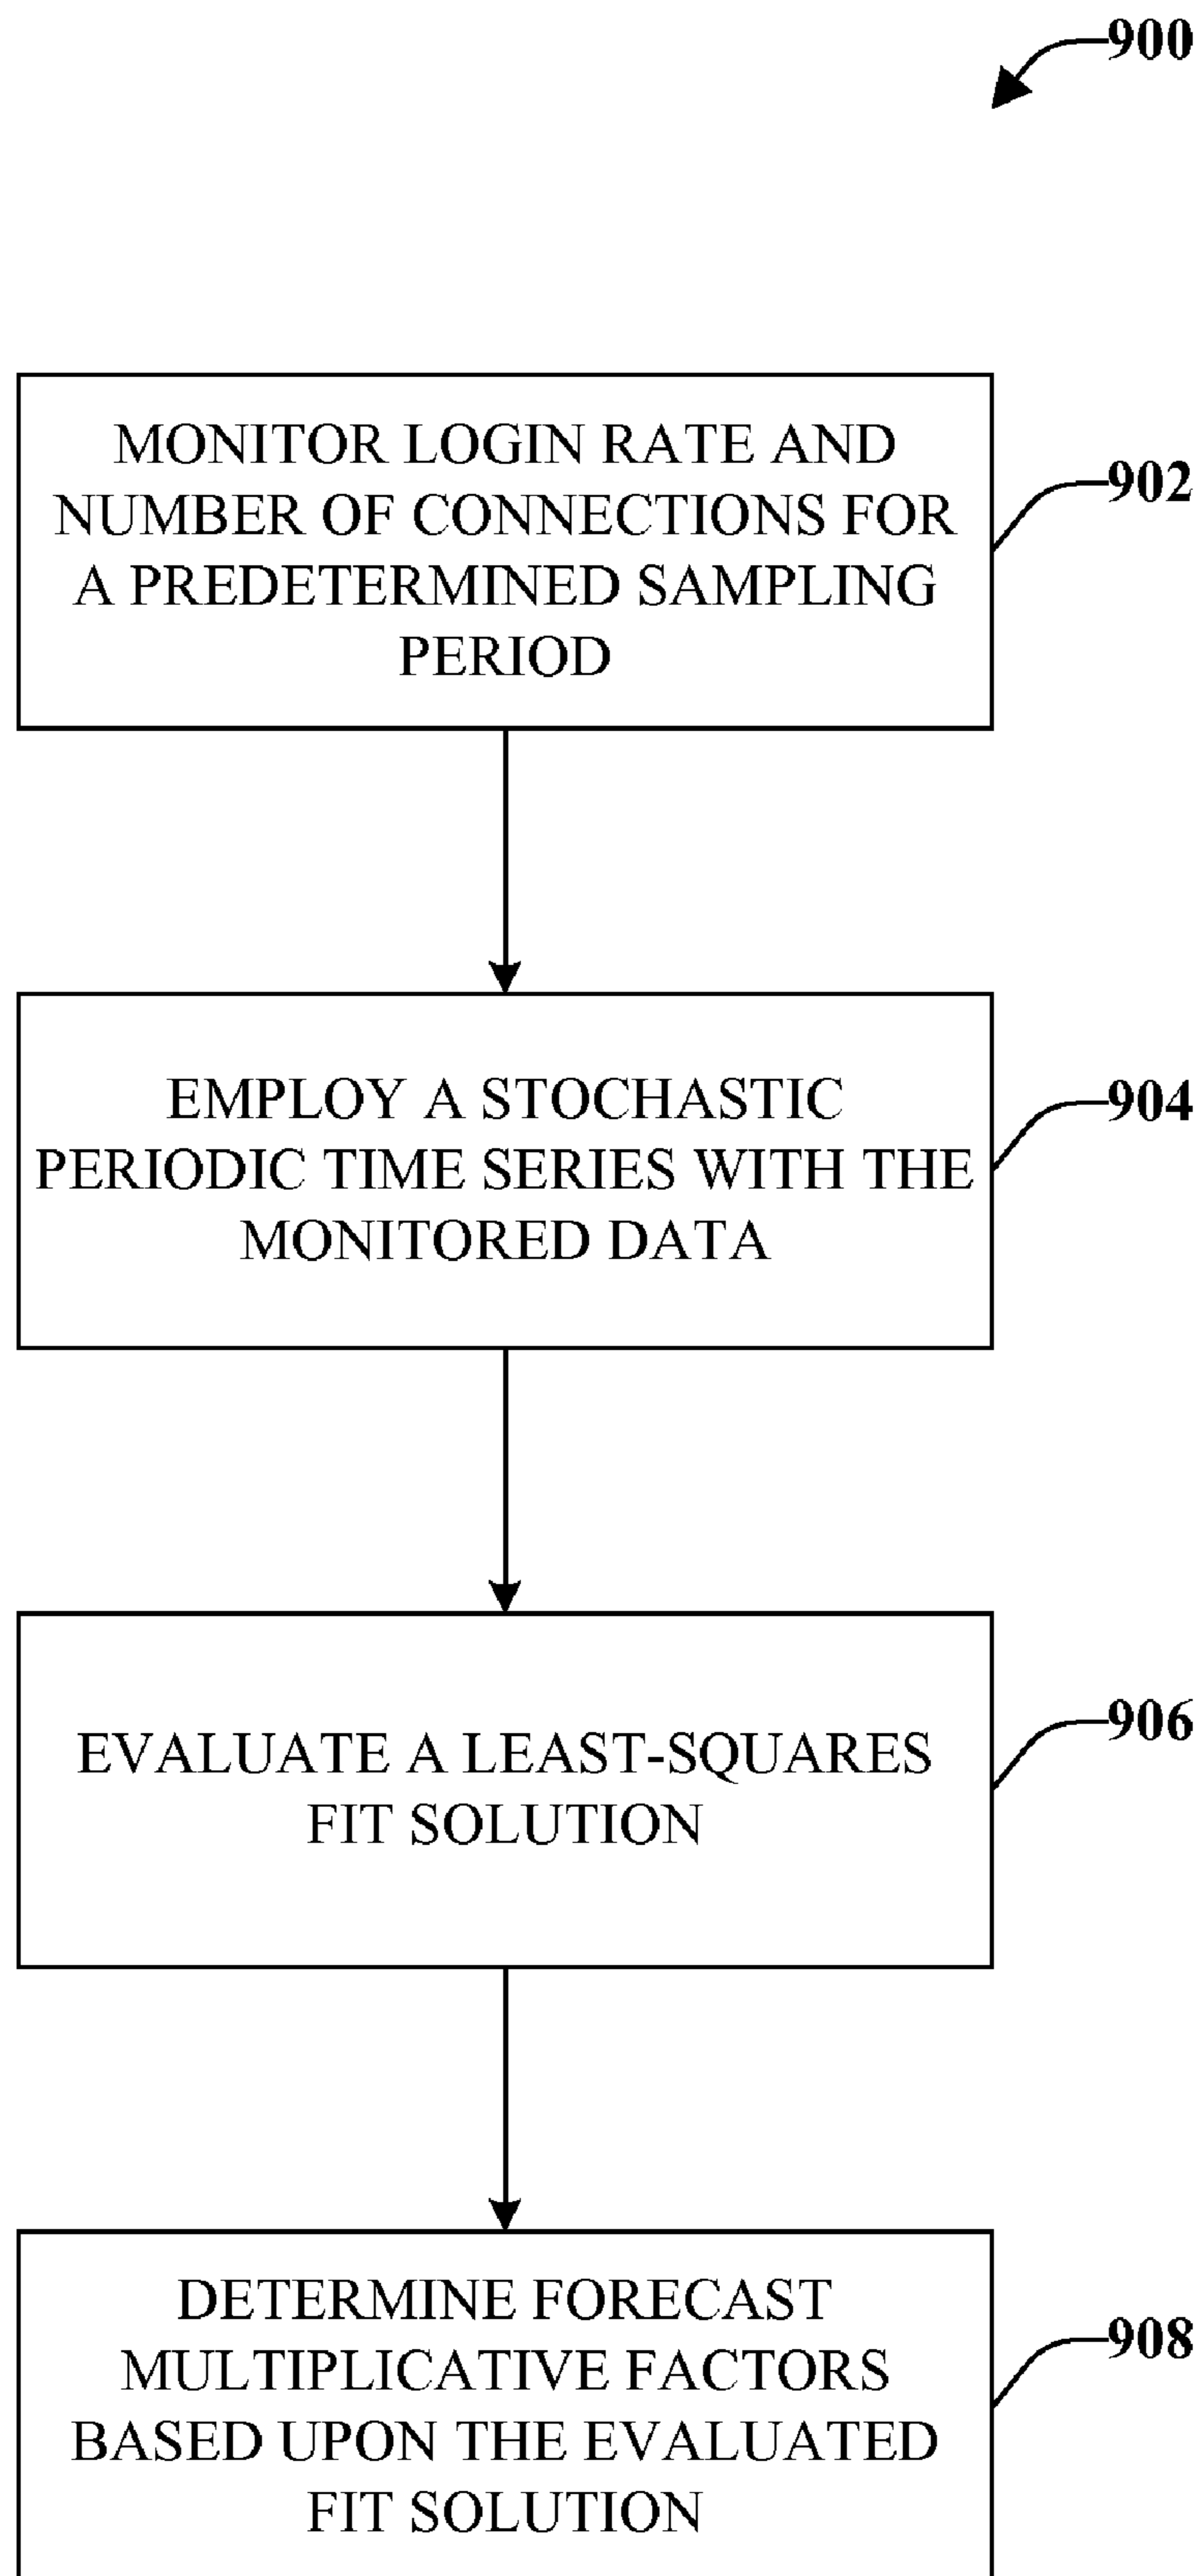 900
MONITOR LOGIN RATE AND
NUMBER OF CONNECTIONS FOR
A PREDETERMINED SAMPLING
PERIOD
902
EMPLOY A STOCHASTIC
PERIODIC TIME SERIES WITH THE
MONITORED DATA
904
EVALUATE A LEAST-SQUARES
FIT SOLUTION
906
DETERMINE FORECAST
MULTIPLICATIVE FACTORS
BASED UPON THE EVALUATED
FIT SOLUTION
908